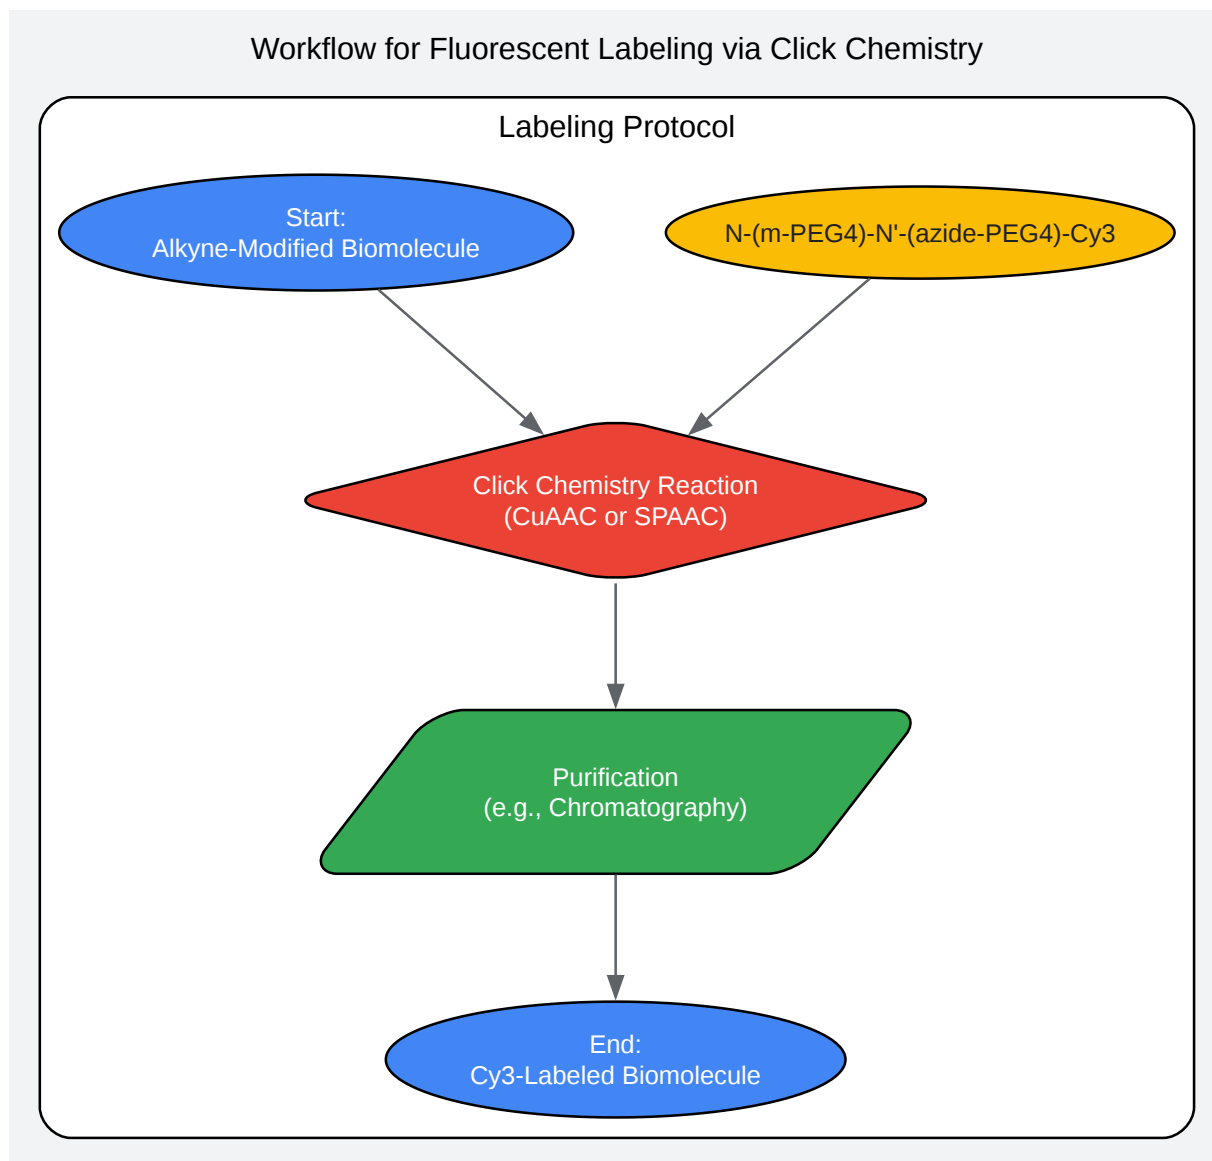 Workflow for Fluorescent Labeling via Click Chemistry
Labeling Protocol
Start:
Alkyne-Modified Biomolecule
N-(m-PEG4)-N'-(azide-PEG4)-Cy3
Click Chemistry Reaction
(CuAAC or SPAAC)
Purification
(e.g., Chromatography)
End:
Cy3-Labeled Biomolecule